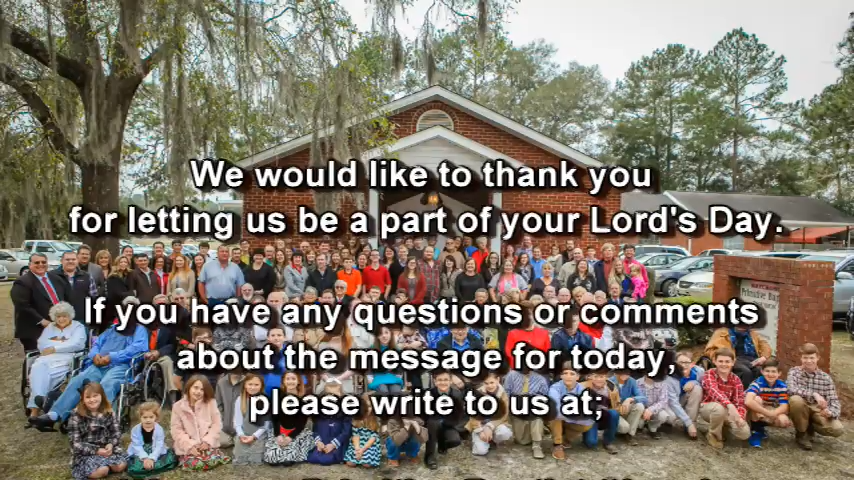 We would like to thank you
for letting us be a part of your Lord's Day.
If you have any questions or comments
about the message for today,
please write to us at;
Primitive